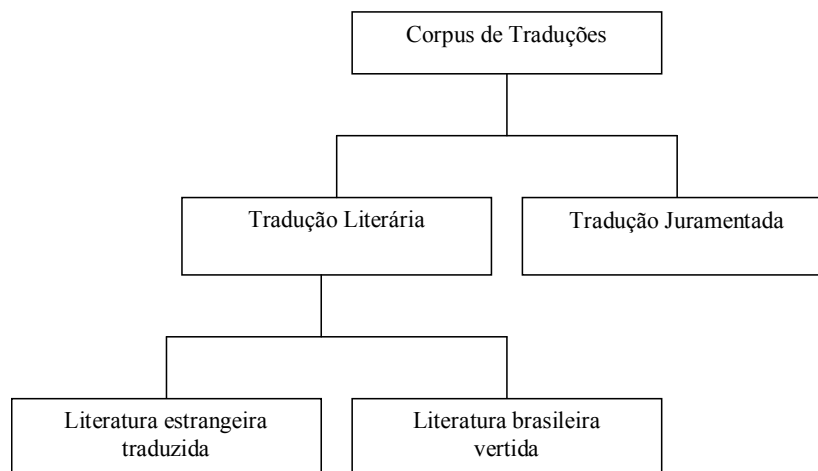 Corpus de Traduções
Tradução Literária
Tradução Juramentada
Literatura estrangeira
traduzida
Literatura brasileira
vertida